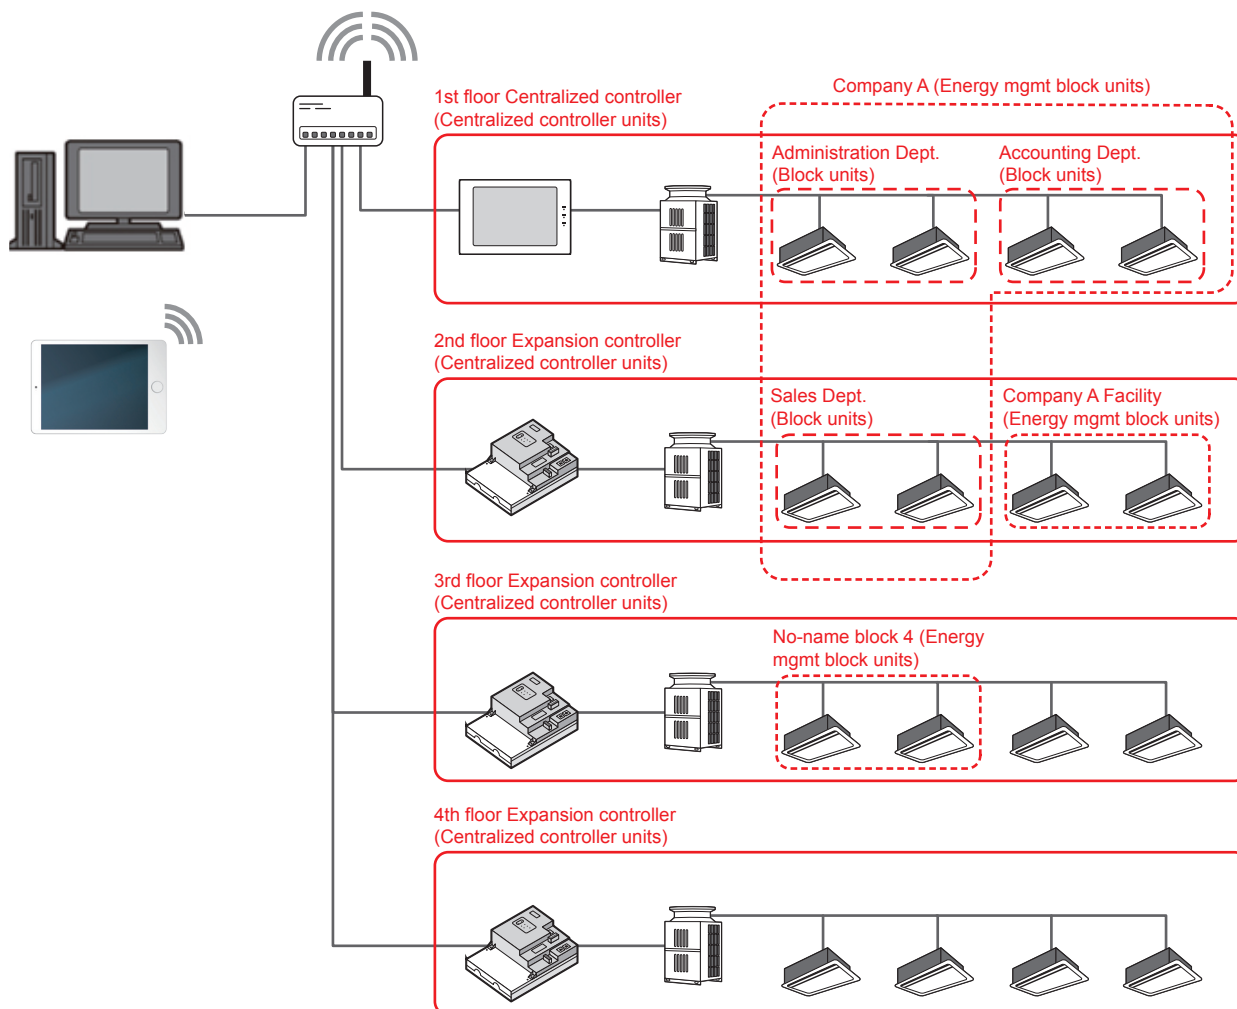 1st floor Centralized controller
(Centralized controller units)
Company A (Energy mgmt block units)
Administration Dept.
(Block units)
Accounting Dept.
(Block units)
2nd floor Expansion controller
(Centralized controller units)
Sales Dept.
(Block units)
Company A Facility
(Energy mgmt block units)
3rd floor Expansion controller
(Centralized controller units)
No-name block 4 (Energy
mgmt block units)
4th floor Expansion controller
(Centralized controller units)